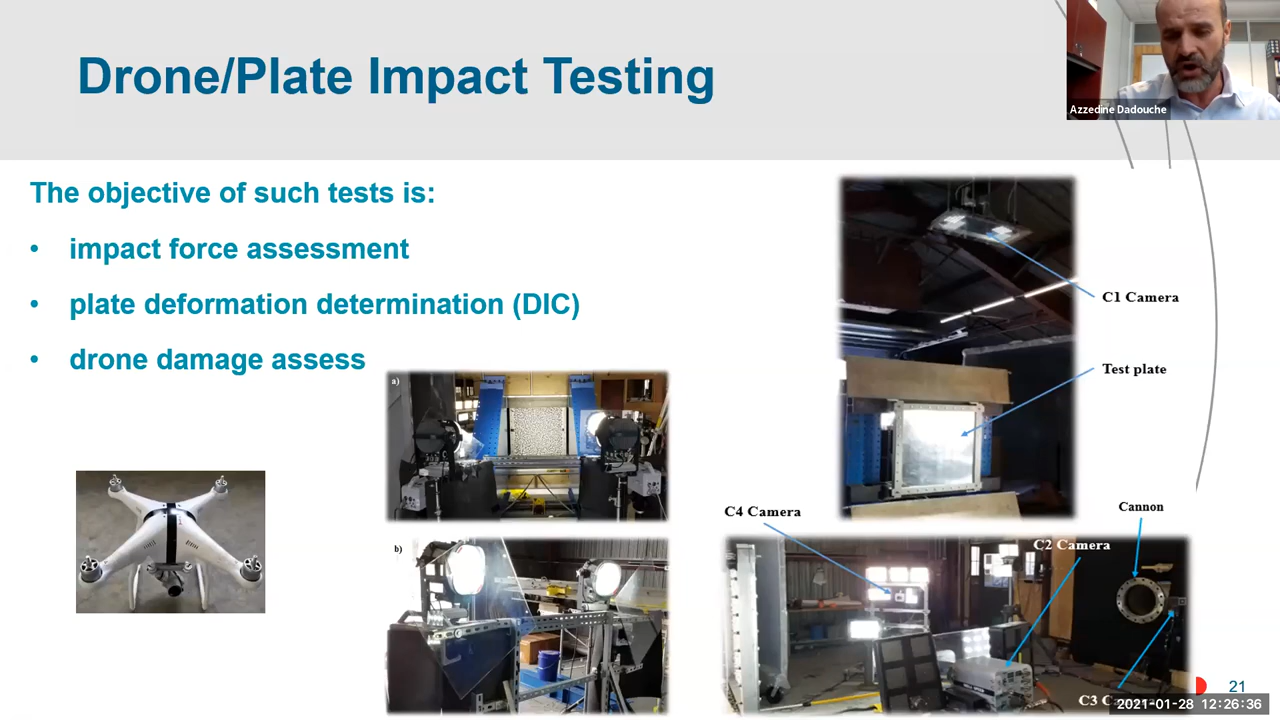 Drone/Plate Impact Testing
Azzedine Dadouche
The objective of such tests is:
• impact force assessment
• plate deformation determination (DIC)
• drone damage assess
a)
b)
C1 Camera
Test plate
C4 Camera
Cannon
C2 Camera
C3
21
2021-01-28 12:26:36